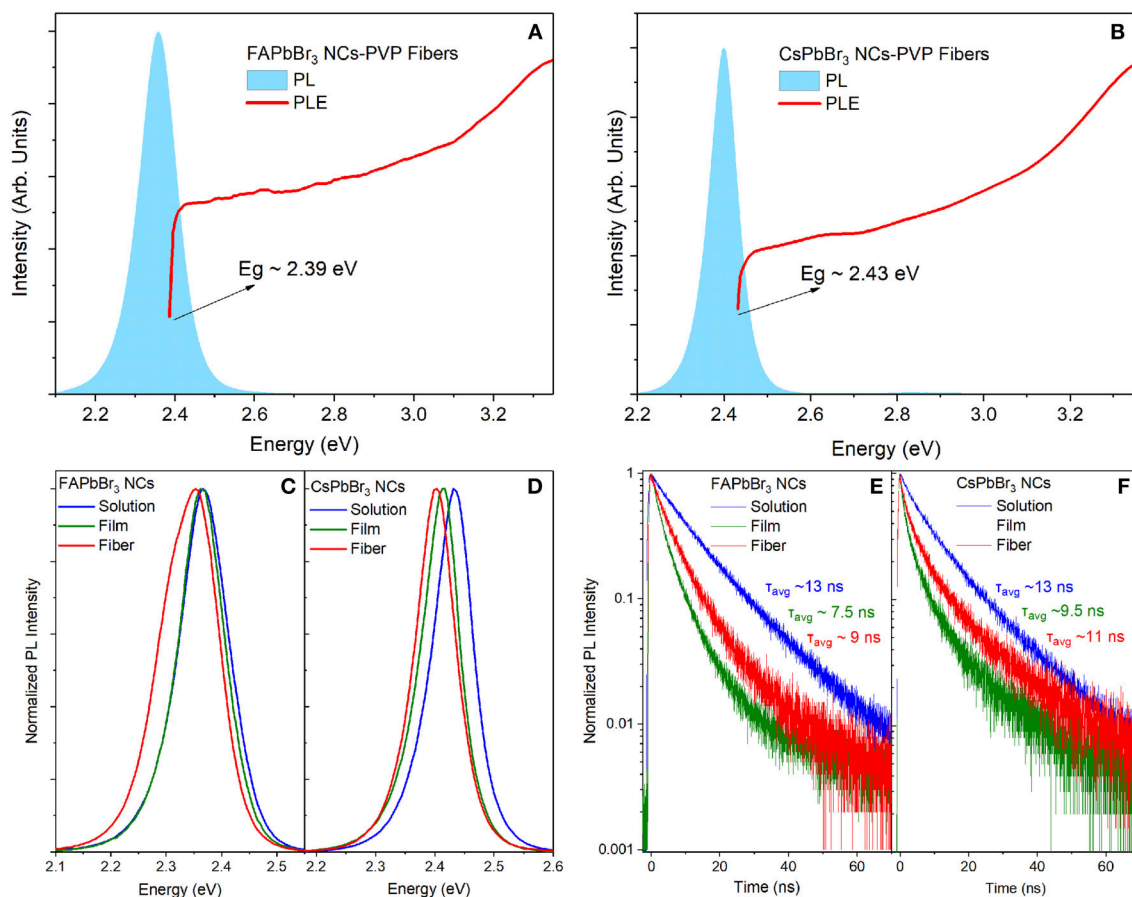 A
FAPbBr₃ NCs-PVP Fibers
PL
PLE
Eg ~ 2.39 eV
Intensity (Arb. Units)
2.2 2.4 2.6 2.8 3.0 3.2
Energy (eV)
B
CsPbBr₃ NCs-PVP Fibers
PL
PLE
Eg ~ 2.43 eV
Intensity (Arb. Units)
2.2 2.4 2.6 2.8 3.0 3.2
Energy (eV)
C
FAPbBr₃ NCs
Solution
Film
Fiber
Normalized PL Intensity
2.1 2.2 2.3 2.4 2.5
Energy (eV)
D
CsPbBr₃ NCs
Solution
Film
Fiber
2.2 2.3 2.4 2.5 2.6
Energy (eV)
E
FAPbBr₃ NCs
Solution
Film
Fiber
τavg ~13 ns
τavg ~ 7.5 ns
τavg ~ 9 ns
Normalized PL Intensity
1
0.1
0.01
0.001
0 20 40 60
Time (ns)
F
CsPbBr₃ NCs
Solution
Film
Fiber
τavg ~13 ns
τavg ~9.5 ns
τavg ~11 ns
0 20 40 60
Time (ns)